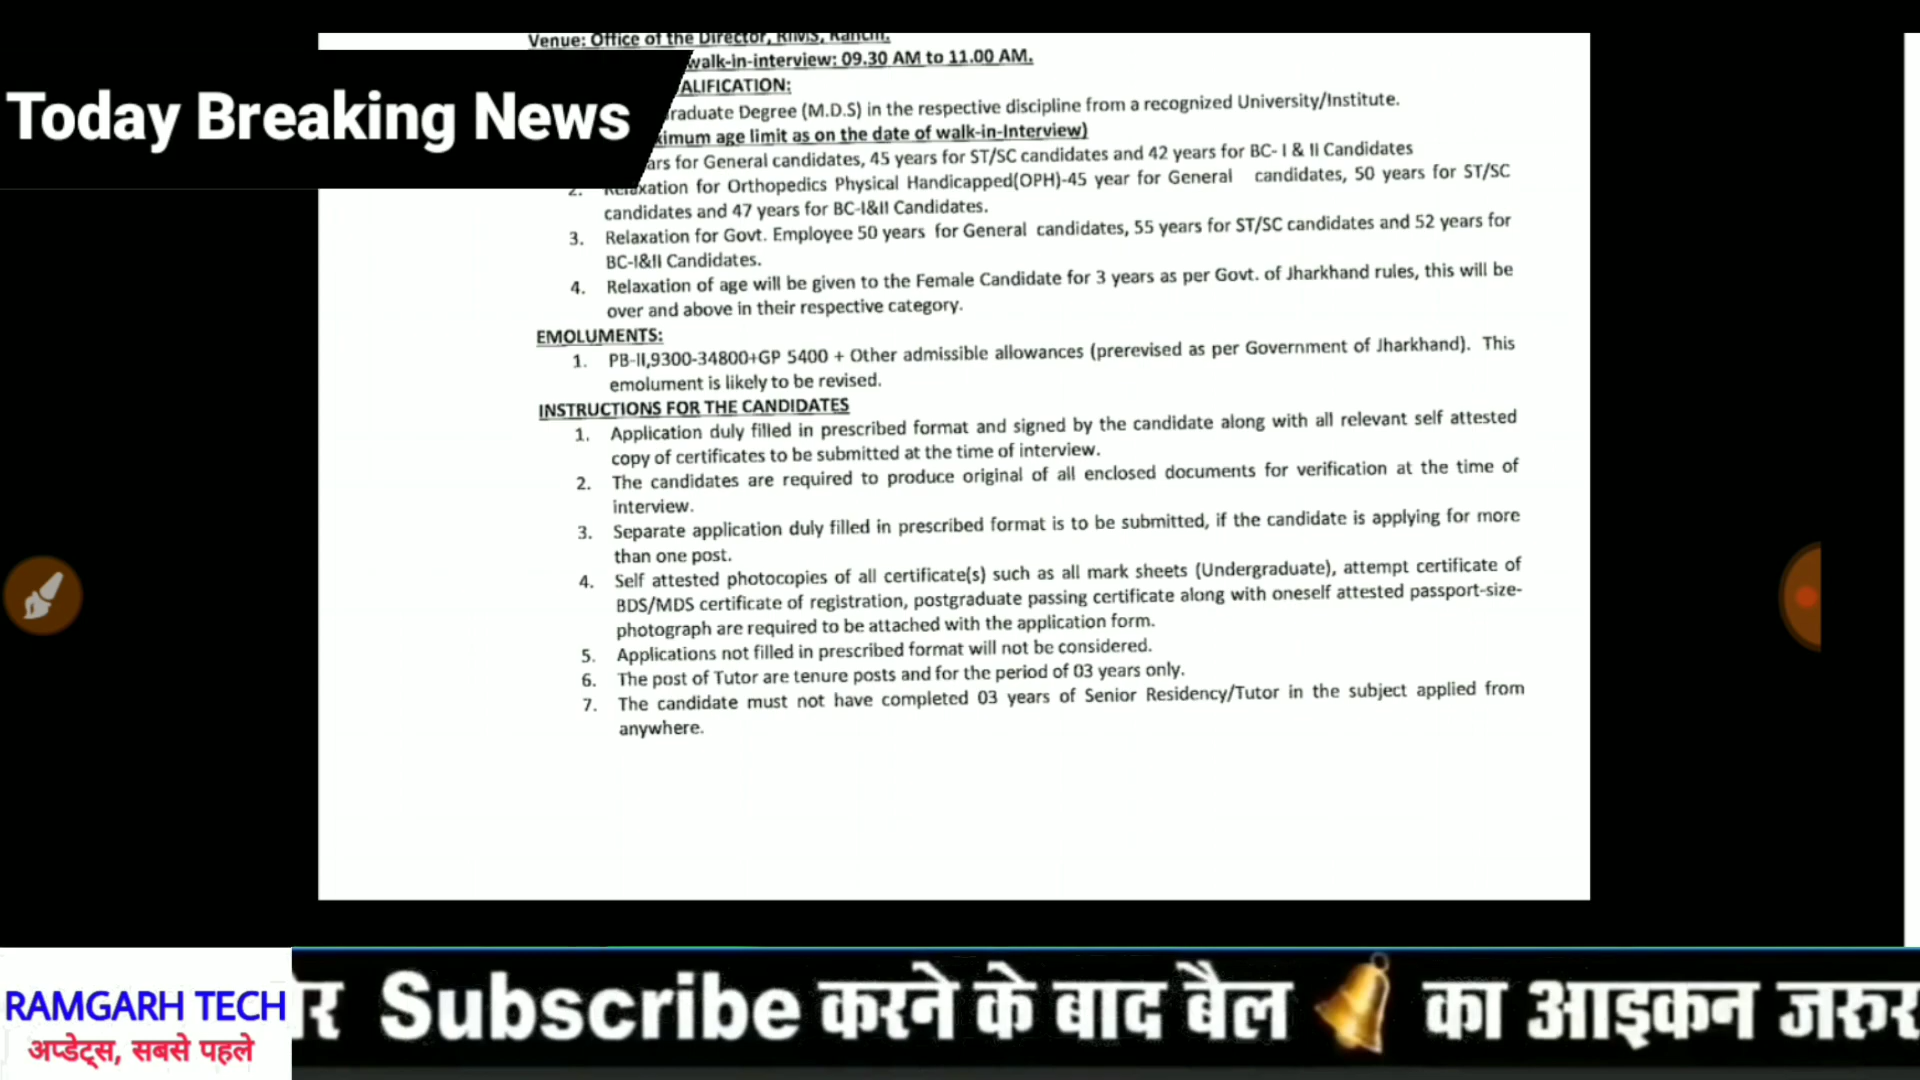 Venue: Office of the Director, RIMS, Ranchi.
walk-in-interview: 09.30 AM to 11.00 AM.
ALIFICATION:
Today Breaking News
raduate Degree (M.D.S) in the respective discipline from a recognized University/Institute.
ximum age limit as on the date of walk-in-Interview)
ars for General candidates, 45 years for ST/SC candidates and 42 years for BC- I & II Candidates
2. Relaxation for Orthopedics Physical Handicapped(OPH)-45 year for General candidates, 50 years for ST/SC
candidates and 47 years for BC-I&II Candidates.
3. Relaxation for Govt. Employee 50 years for General candidates, 55 years for ST/SC candidates and 52 years for
BC-I&II Candidates.
4. Relaxation of age will be given to the Female Candidate for 3 years as per Govt. of Jharkhand rules, this will be
over and above in their respective category.
EMOLUMENTS:
1. PB-II,9300-34800+GP 5400 + Other admissible allowances (prerevised as per Government of Jharkhand). This
emolument is likely to be revised.
INSTRUCTIONS FOR THE CANDIDATES
1. Application duly filled in prescribed format and signed by the candidate along with all relevant self attested
copy of certificates to be submitted at the time of interview.
2. The candidates are required to produce original of all enclosed documents for verification at the time of
interview.
3. Separate application duly filled in prescribed format is to be submitted, if the candidate is applying for more
than one post.
4. Self attested photocopies of all certificate(s) such as all mark sheets (Undergraduate), attempt certificate of
BDS/MDS certificate of registration, postgraduate passing certificate along with oneself attested passport-size-
photograph are required to be attached with the application form.
5. Applications not filled in prescribed format will not be considered.
6. The post of Tutor are tenure posts and for the period of 03 years only.
7. The candidate must not have completed 03 years of Senior Residency/Tutor in the subject applied from
anywhere.
RAMGARH TECH
अप्डेट्स, सबसे पहले
Subscribe करने के बाद बैल का आइकन जरुर